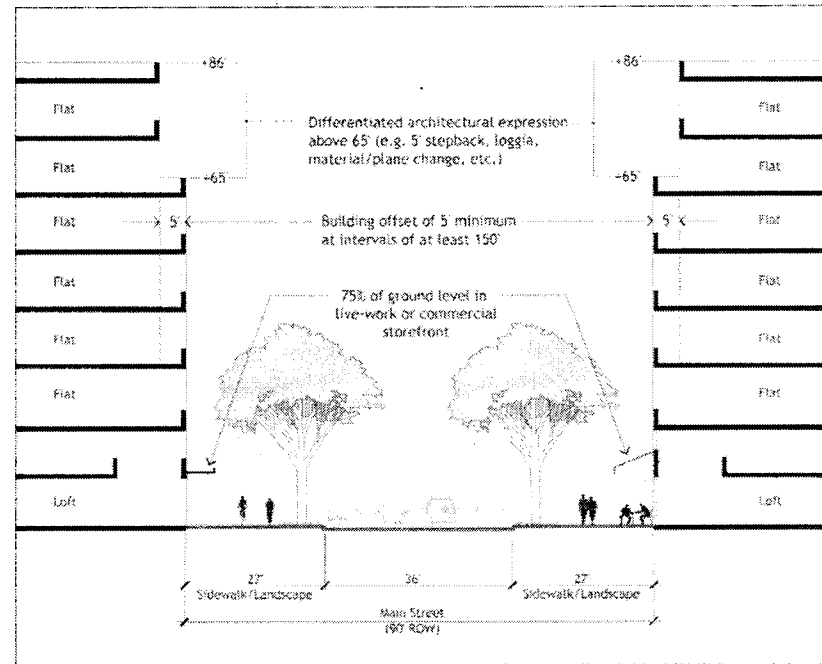 +86'
+86'
Flat
Flat
Differentiated architectural expression
above 65' (e.g. 5' stepback, loggia,
material/plane change, etc.)
Flat
Flat
+65'
+65'
Flat
5'
Building offset of 5' minimum
at intervals of at least 150'
5'
Flat
Flat
Flat
75% of ground level in
live-work or commercial
storefront
Flat
Flat
Flat
Flat
Loft
Loft
27'
Sidewalk/Landscape
36'
27'
Sidewalk/Landscape
Main Street
(90' ROW)